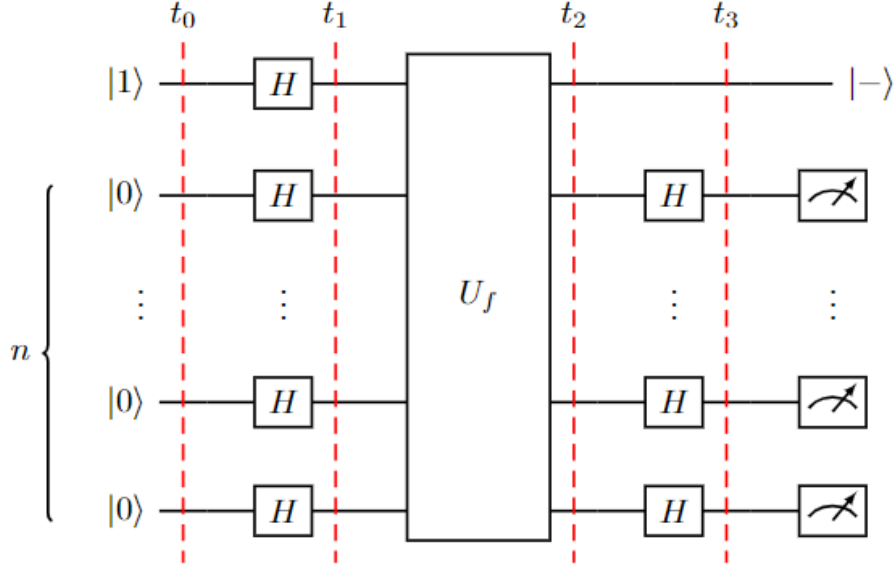 t₀ t₁ t₂ t₃
|1⟩ H |−⟩
|0⟩ H H
⋮ ⋮ U_f ⋮ ⋮
n
|0⟩ H H
|0⟩ H H